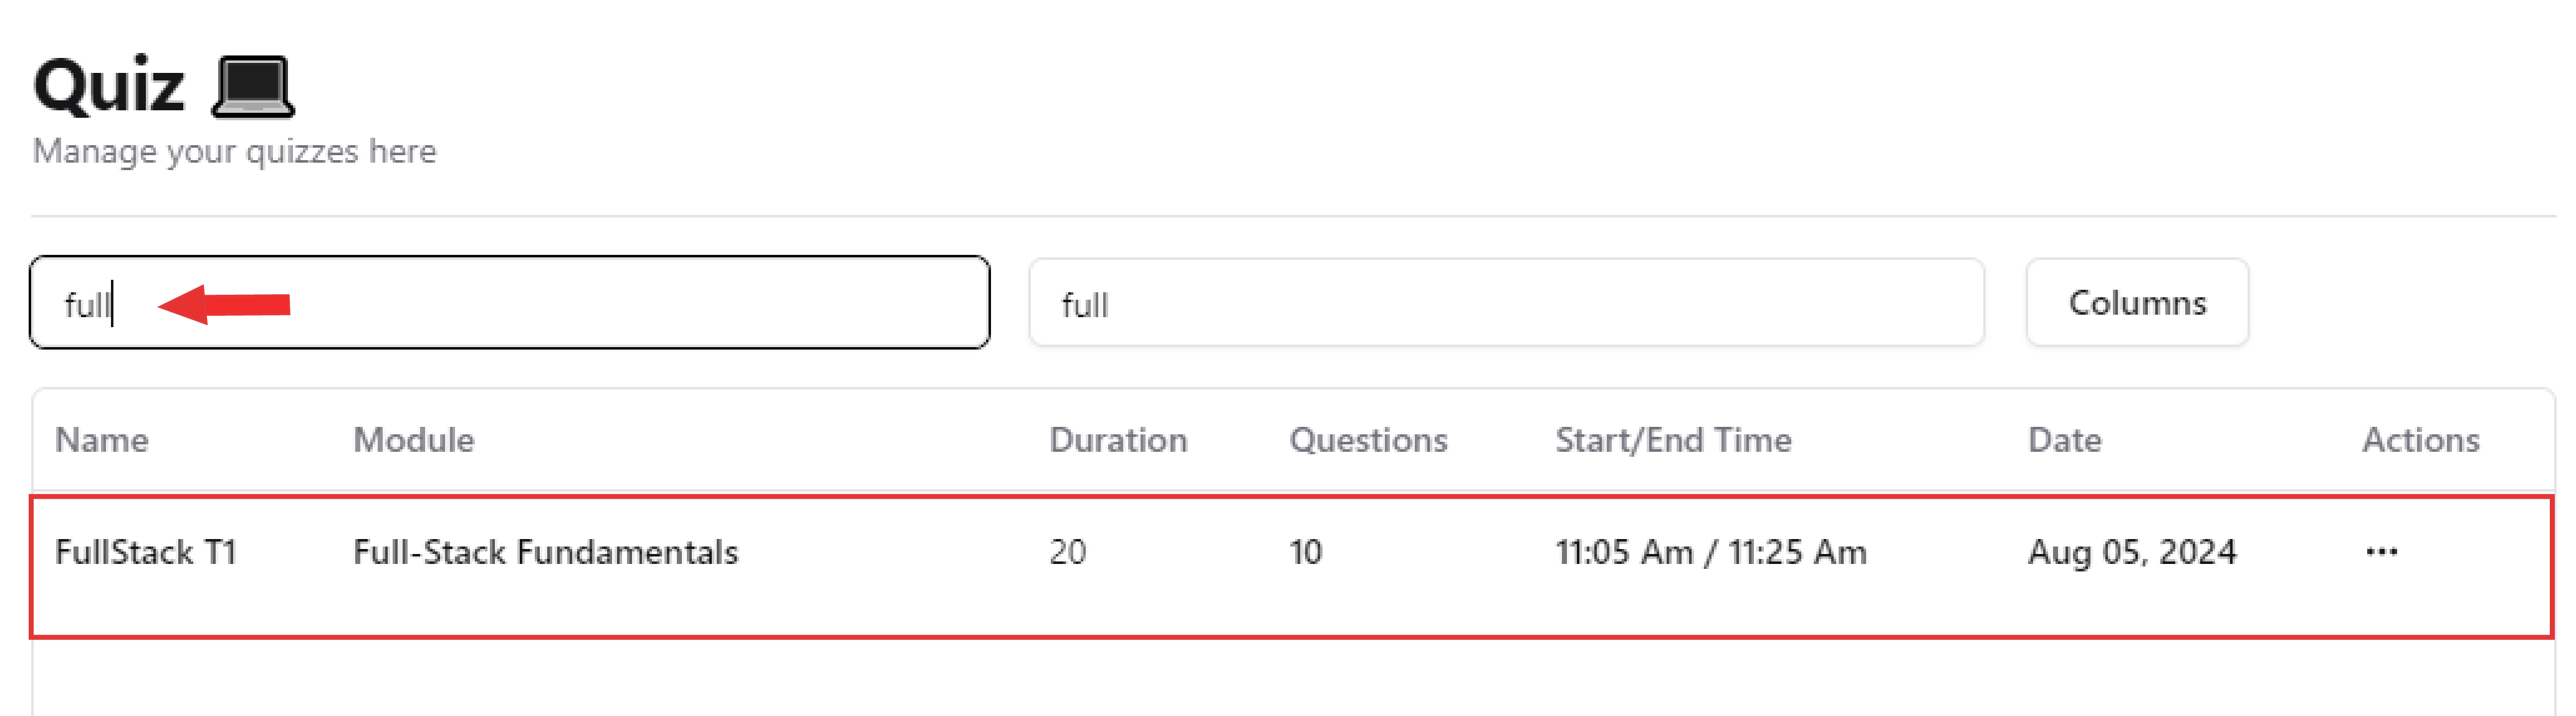 Quiz 💻
Manage your quizzes here
full full Columns
Name Module Duration Questions Start/End Time Date Actions
FullStack T1 Full-Stack Fundamentals 20 10 11:05 Am / 11:25 Am Aug 05, 2024 ···